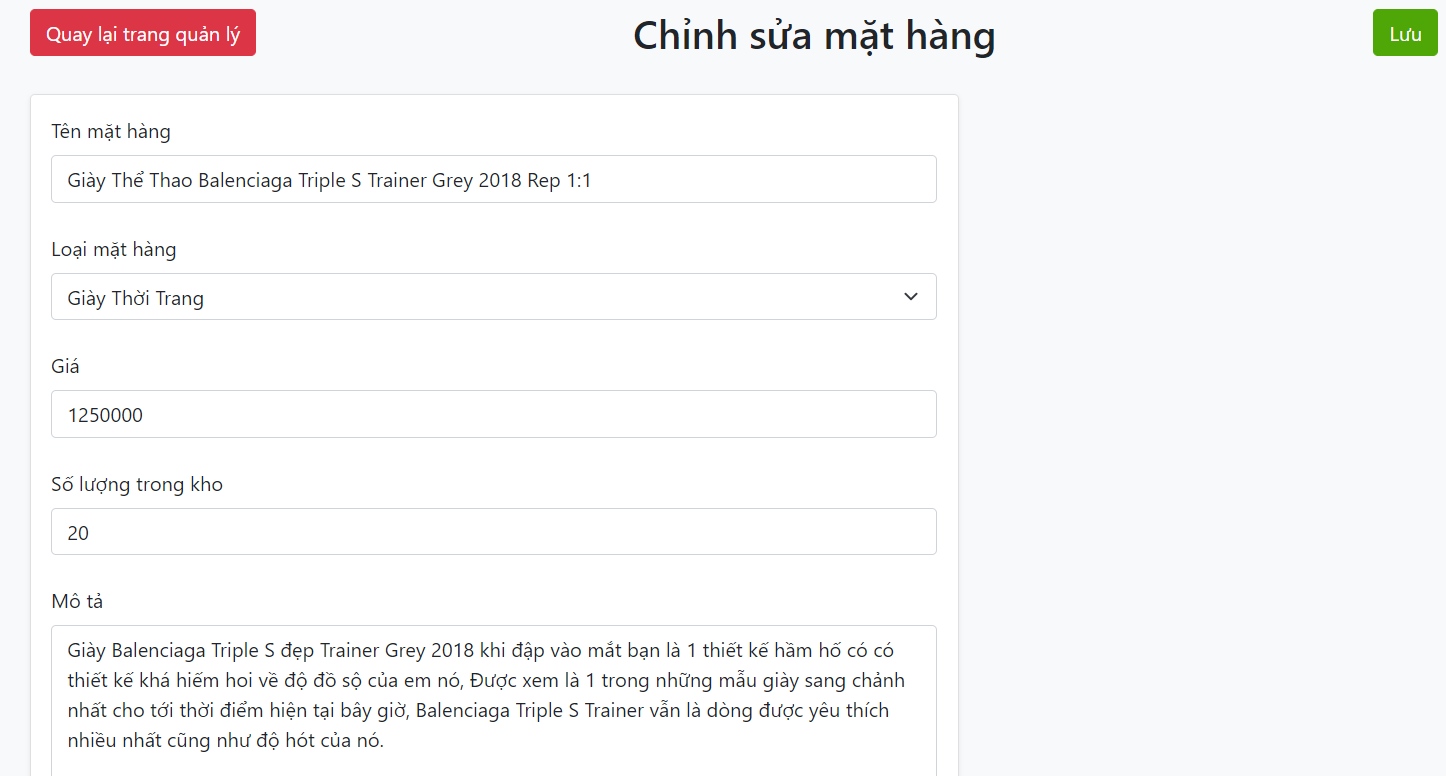 Quay lại trang quản lý
Chỉnh sửa mặt hàng
Lưu
Tên mặt hàng
Giày Thể Thao Balenciaga Triple S Trainer Grey 2018 Rep 1:1
Loại mặt hàng
Giày Thời Trang
Giá
1250000
Số lượng trong kho
20
Mô tả
Giày Balenciaga Triple S đẹp Trainer Grey 2018 khi đập vào mắt bạn là 1 thiết kế hầm hố có có
thiết kế khá hiếm hoi về độ đồ sộ của em nó, Được xem là 1 trong những mẫu giày sang chảnh
nhất cho tới thời điểm hiện tại bây giờ, Balenciaga Triple S Trainer vẫn là dòng được yêu thích
nhiều nhất cũng như độ hót của nó.